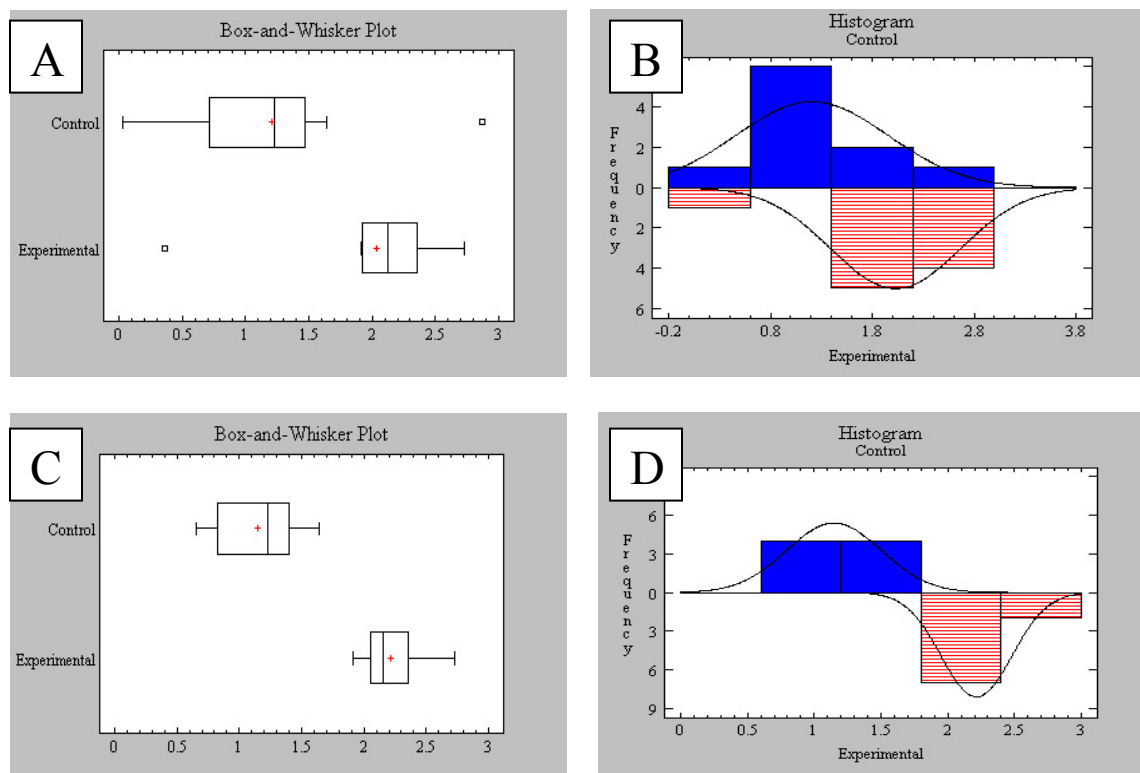 A
Box-and-Whisker Plot
Control
Experimental
0 0.5 1 1.5 2 2.5 3
B
Histogram
Control
Frequency
4
2
0
2
4
6
-0.2 0.8 1.8 2.8 3.8
Experimental
C
Box-and-Whisker Plot
Control
Experimental
0 0.5 1 1.5 2 2.5 3
D
Histogram
Control
Frequency
6
3
0
3
6
9
0 0.5 1 1.5 2 2.5 3
Experimental